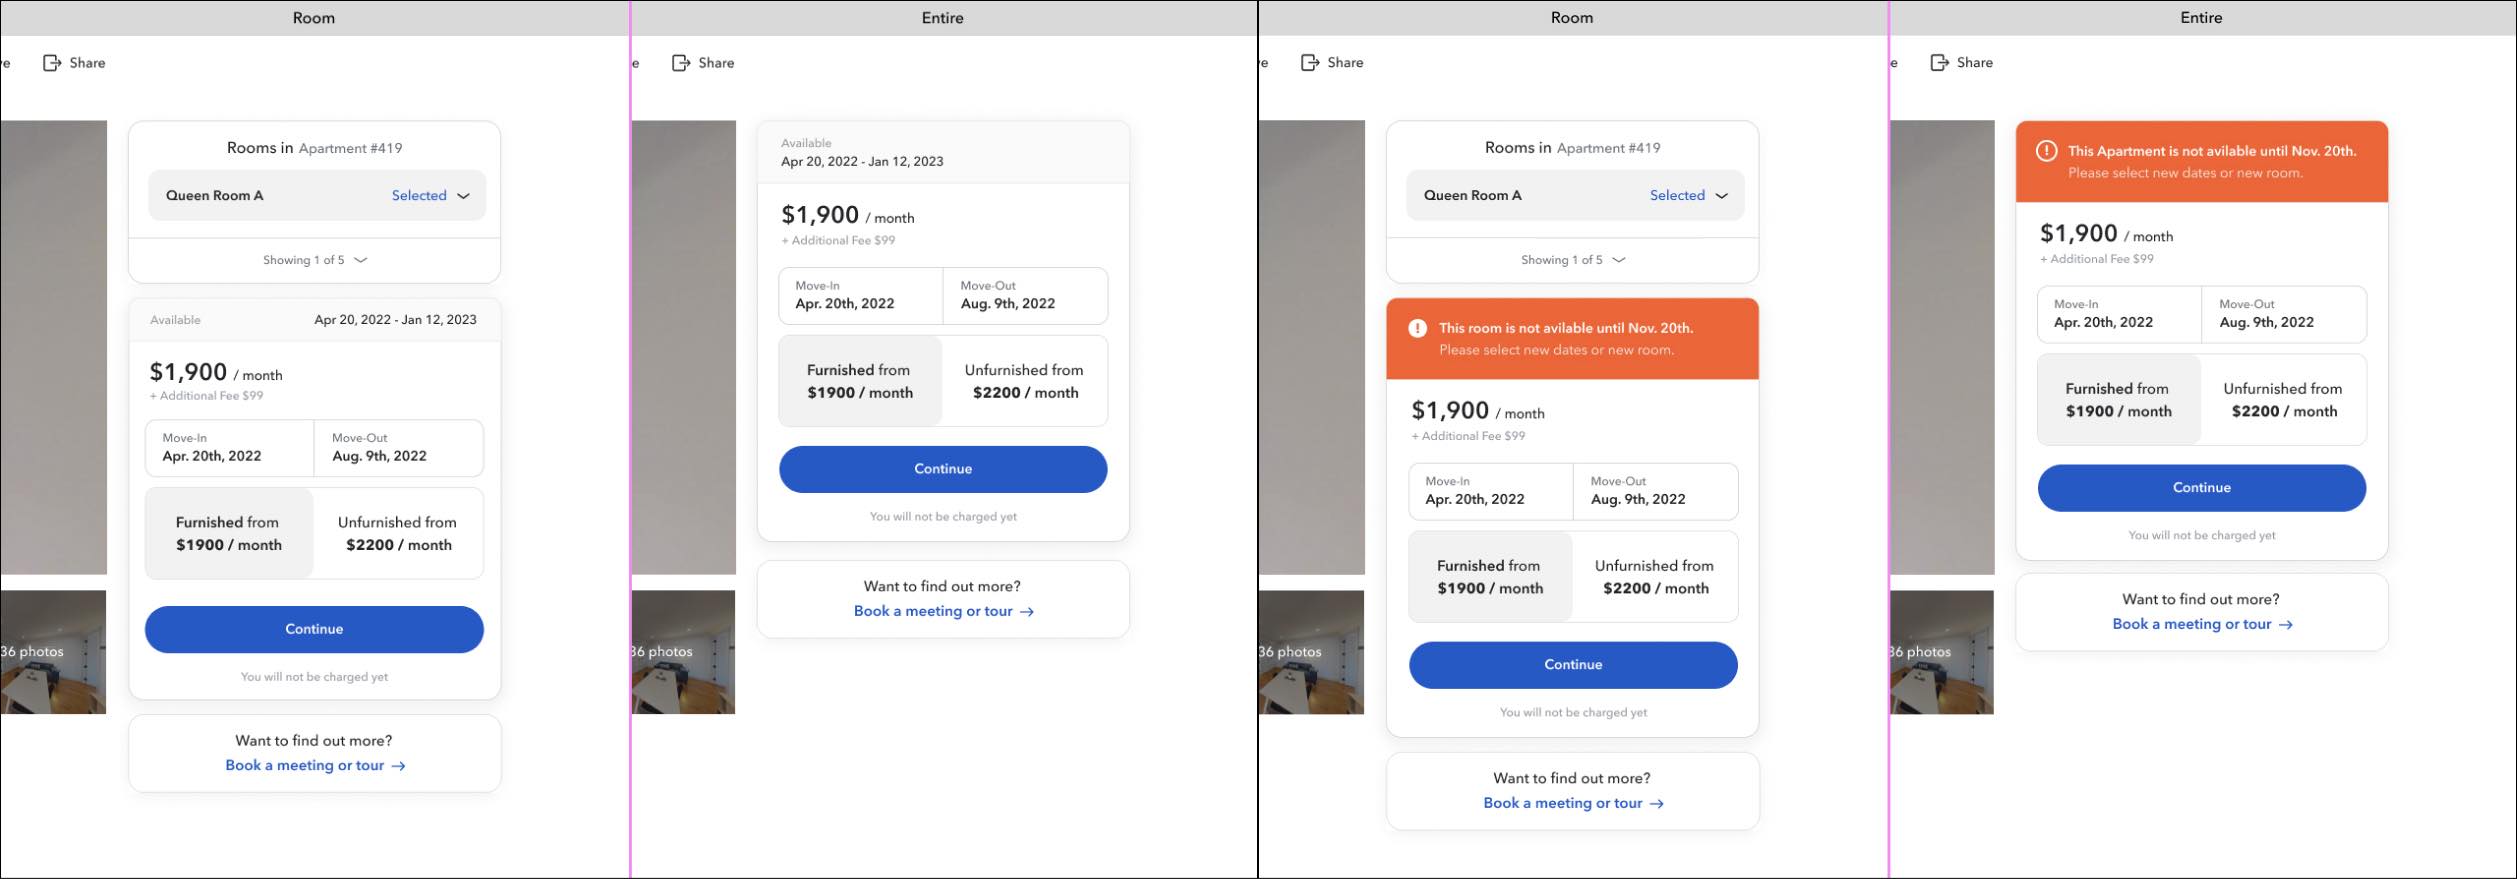 Room
e
Share
Rooms in Apartment #419
Queen Room A
Selected
Showing 1 of 5
Available
Apr 20, 2022 - Jan 12, 2023
$1,900 / month
+ Additional Fee $99
Move-In
Apr. 20th, 2022
Move-Out
Aug. 9th, 2022
Furnished from
$1900 / month
Unfurnished from
$2200 / month
Continue
You will not be charged yet
36 photos
Want to find out more?
Book a meeting or tour →
Entire
e
Share
Available
Apr 20, 2022 - Jan 12, 2023
$1,900 / month
+ Additional Fee $99
Move-In
Apr. 20th, 2022
Move-Out
Aug. 9th, 2022
Furnished from
$1900 / month
Unfurnished from
$2200 / month
Continue
You will not be charged yet
Want to find out more?
Book a meeting or tour →
36 photos
Room
e
Share
Rooms in Apartment #419
Queen Room A
Selected
Showing 1 of 5
This room is not avilable until Nov. 20th.
Please select new dates or new room.
$1,900 / month
+ Additional Fee $99
Move-In
Apr. 20th, 2022
Move-Out
Aug. 9th, 2022
Furnished from
$1900 / month
Unfurnished from
$2200 / month
Continue
You will not be charged yet
36 photos
Want to find out more?
Book a meeting or tour →
Entire
e
Share
This Apartment is not avilable until Nov. 20th.
Please select new dates or new room.
$1,900 / month
+ Additional Fee $99
Move-In
Apr. 20th, 2022
Move-Out
Aug. 9th, 2022
Furnished from
$1900 / month
Unfurnished from
$2200 / month
Continue
You will not be charged yet
Want to find out more?
Book a meeting or tour →
36 photos